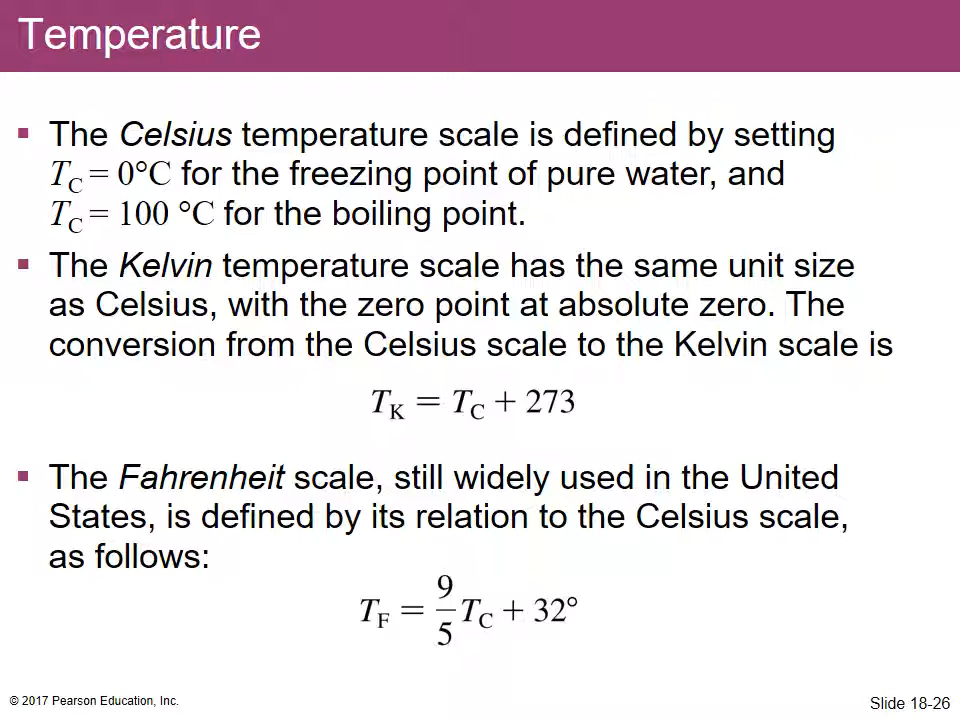 Temperature
▪ The Celsius temperature scale is defined by setting
T_C = 0°C for the freezing point of pure water, and
T_C = 100 °C for the boiling point.
▪ The Kelvin temperature scale has the same unit size
as Celsius, with the zero point at absolute zero. The
conversion from the Celsius scale to the Kelvin scale is
T_K = T_C + 273
▪ The Fahrenheit scale, still widely used in the United
States, is defined by its relation to the Celsius scale,
as follows:
T_F = 9/5 T_C + 32°
© 2017 Pearson Education, Inc.
Slide 18-26